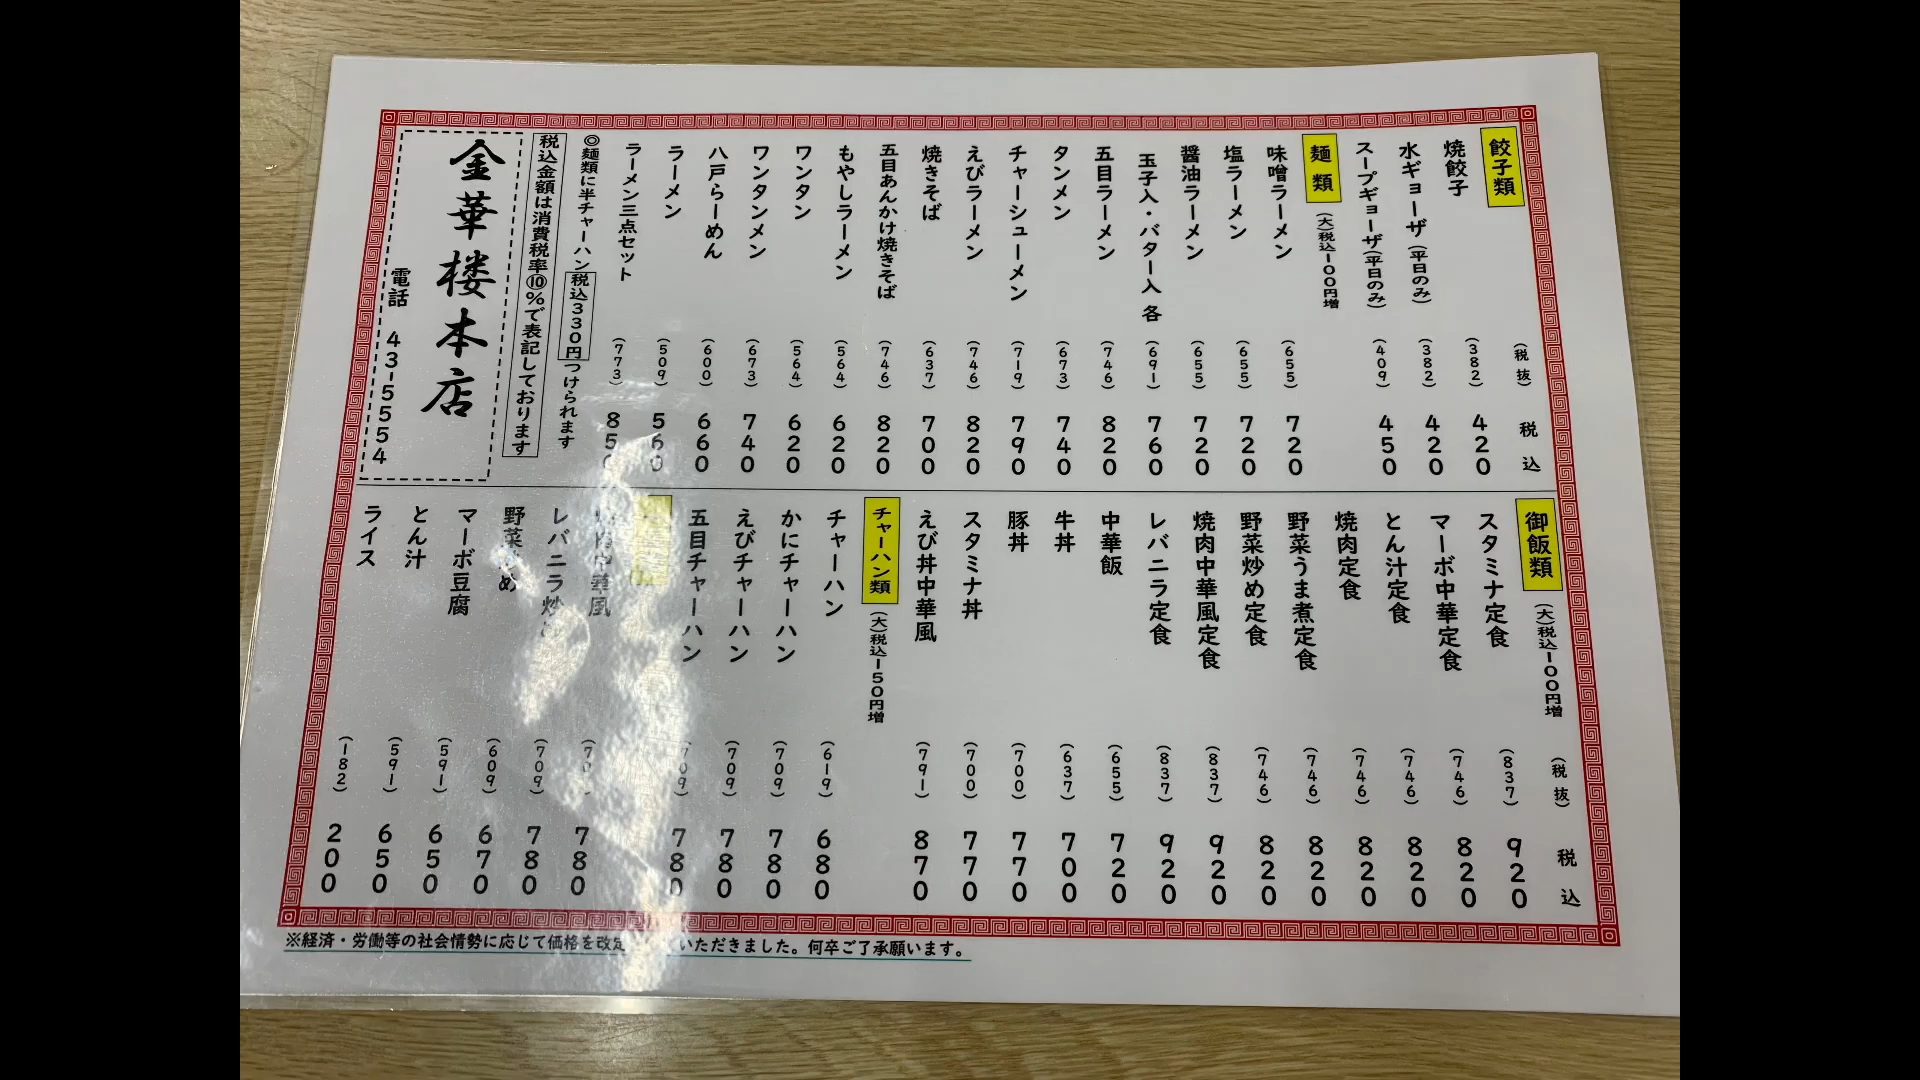 餃子類 (税抜) 税込
焼餃子 (382) 420
水ギョーザ(平日のみ) (382) 420
スープギョーザ(平日のみ) (409) 450
麺類 (大)税込100円増
味噌ラーメン (655) 720
塩ラーメン (655) 720
醤油ラーメン (655) 720
玉子入・バター入 各 (691) 760
五目ラーメン (746) 820
タンメン (673) 740
チャーシューメン (719) 790
えびラーメン (746) 820
焼きそば (637) 700
五目あんかけ焼きそば (746) 820
もやしラーメン (564) 620
ワンタン (564) 620
ワンタンメン (673) 740
八戸らーめん (600) 660
ラーメン (509) 560
ラーメン三点セット (773) 850
◎麺類に半チャーハン税込330円つけられます
税込金額は消費税率⑩%で表記しております
金華楼本店
電話 43-5554
御飯類 (大)税込100円増 (税抜) 税込
スタミナ定食 (837) 920
マーボ中華定食 (746) 820
とん汁定食 (746) 820
焼肉定食 (746) 820
野菜うま煮定食 (746) 820
野菜炒め定食 (746) 820
焼肉中華風定食 (837) 920
レバニラ定食 (837) 920
中華飯 (655) 720
牛丼 (637) 700
豚丼 (700) 770
スタミナ丼 (700) 770
えび丼中華風 (791) 870
チャーハン類 (大)税込150円増
チャーハン (619) 680
かにチャーハン (709) 780
えびチャーハン (709) 780
五目チャーハン (709) 780
肉中華風 780
レバニラ炒め (709) 780
野菜炒め (609) 670
マーボ豆腐 (591) 650
とん汁 (591) 650
ライス (182) 200
※経済・労働等の社会情勢に応じて価格を改定 いただきました。何卒ご了承願います。